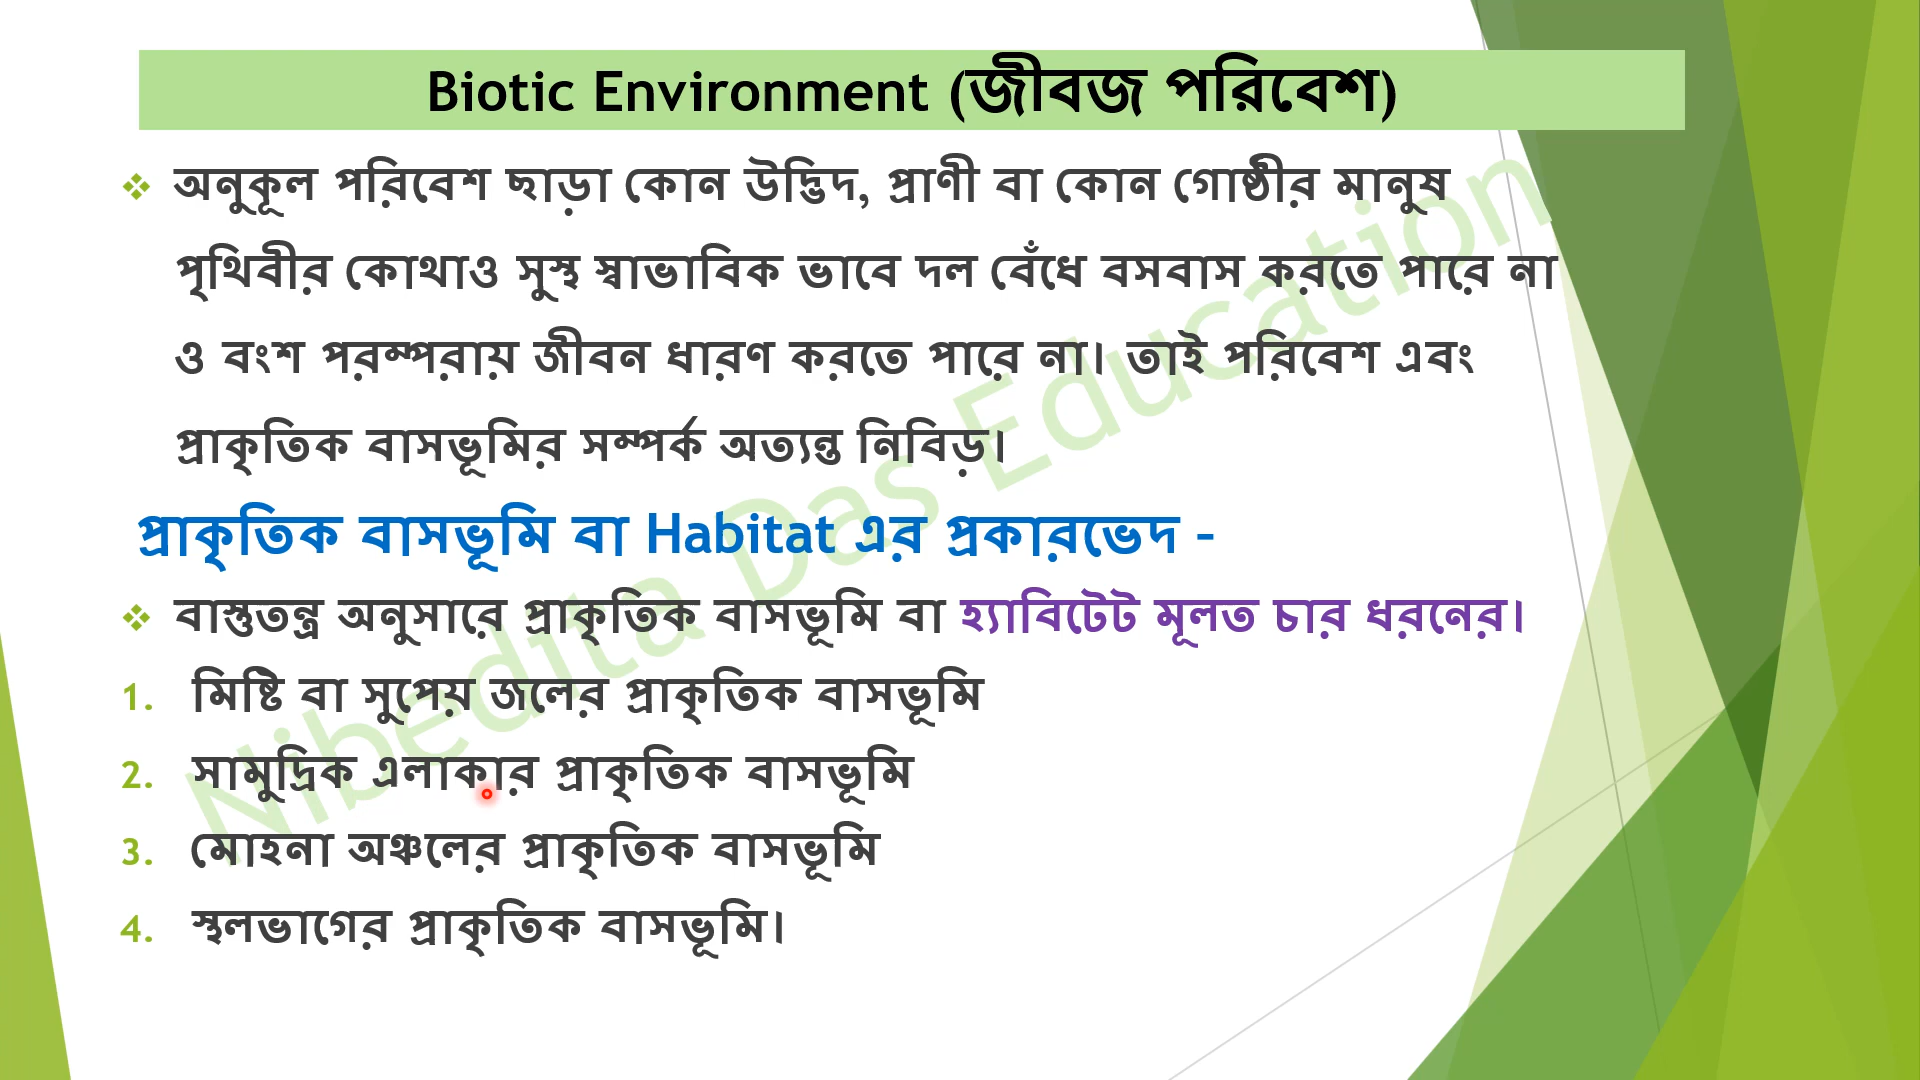 Biotic Environment (জীবজ পরিবেশ)
❖ অনুকূল পরিবেশ ছাড়া কোন উদ্ভিদ, প্রাণী বা কোন গোষ্ঠীর মানুষ
পৃথিবীর কোথাও সুস্থ স্বাভাবিক ভাবে দল বেঁধে বসবাস করতে পারে না
ও বংশ পরম্পরায় জীবন ধারণ করতে পারে না। তাই পরিবেশ এবং
প্রাকৃতিক বাসভূমির সম্পর্ক অত্যন্ত নিবিড়।
প্রাকৃতিক বাসভূমি বা Habitat এর প্রকারভেদ –
❖ বাস্তুতন্ত্র অনুসারে প্রাকৃতিক বাসভূমি বা হ্যাবিটেট মূলত চার ধরনের।
1. মিষ্টি বা সুপেয় জলের প্রাকৃতিক বাসভূমি
2. সামুদ্রিক এলাকার প্রাকৃতিক বাসভূমি
3. মোহনা অঞ্চলের প্রাকৃতিক বাসভূমি
4. স্থলভাগের প্রাকৃতিক বাসভূমি।
Nibedita Das Education